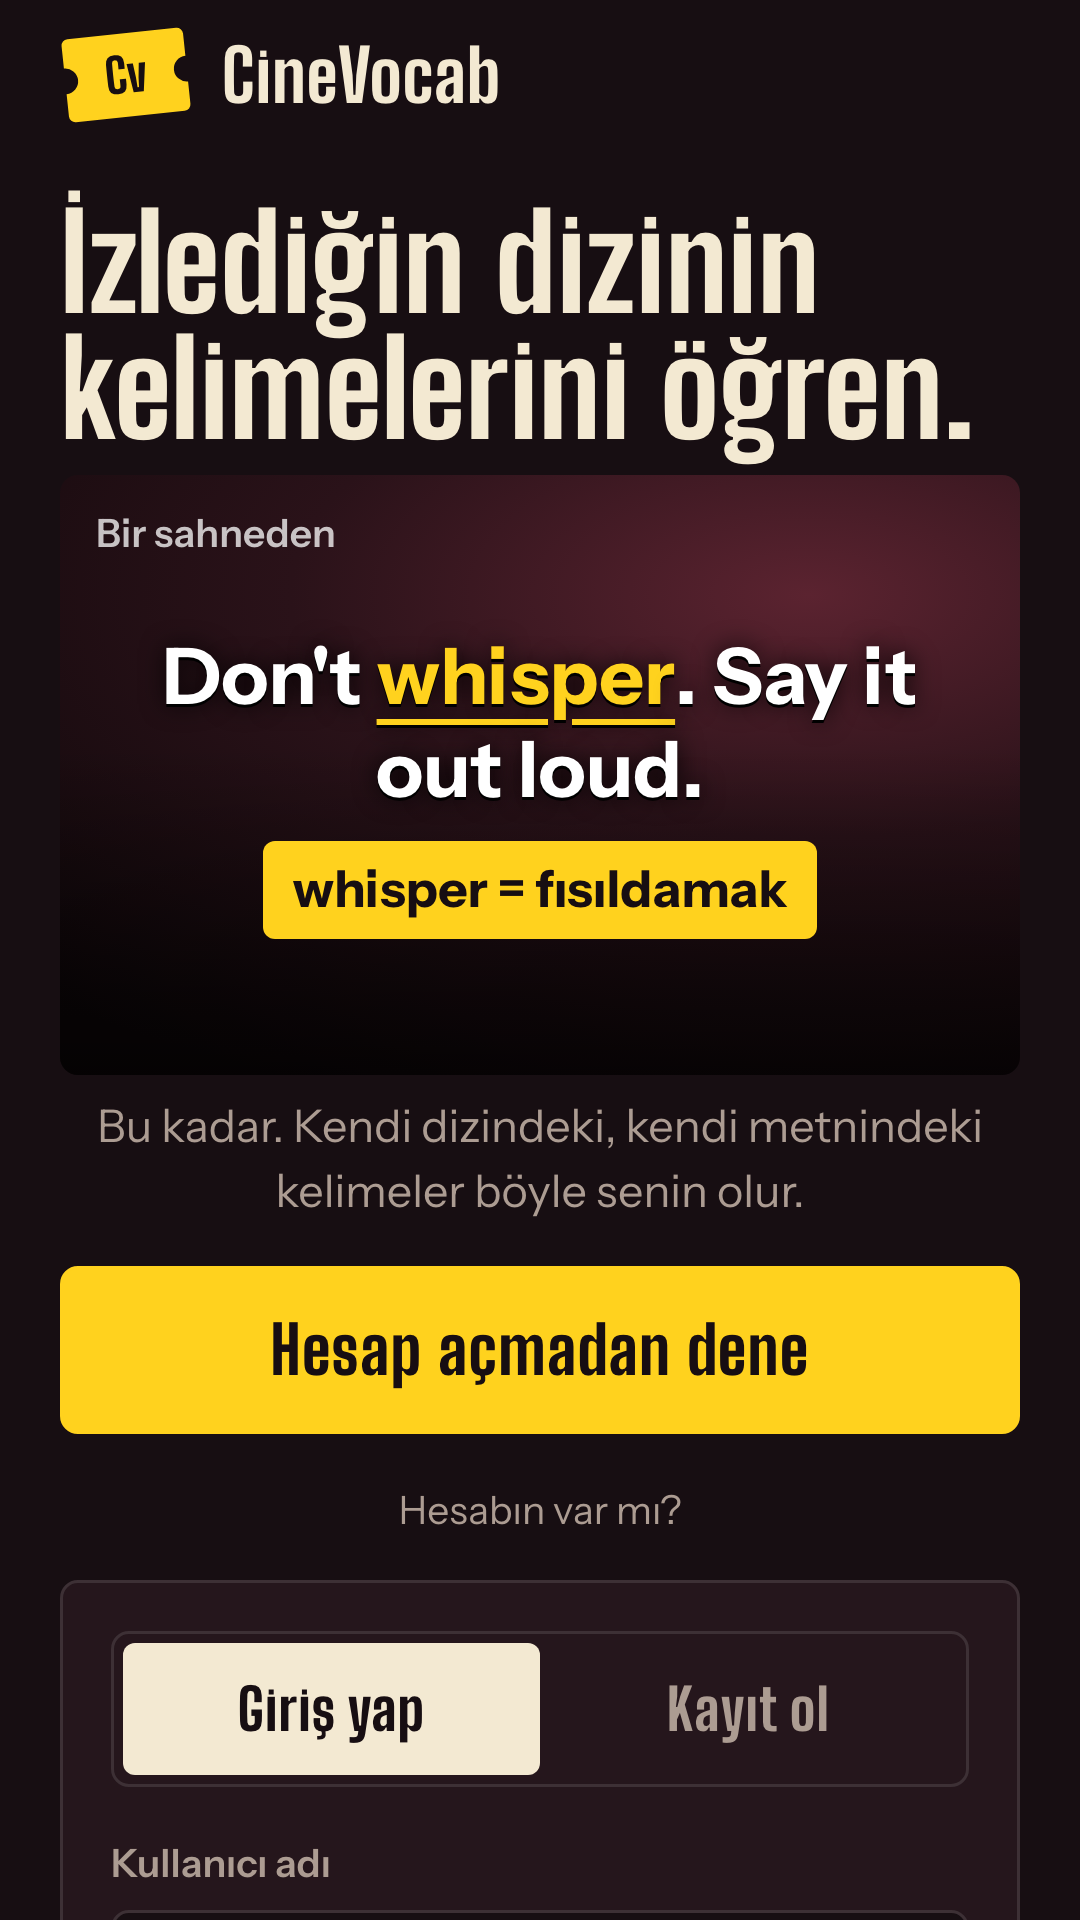 Cv CineVocab
İzlediğin dizinin
kelimelerini öğren.
Bir sahneden
Don't whisper. Say it
out loud.
whisper = fısıldamak
Bu kadar. Kendi dizindeki, kendi metnindeki
kelimeler böyle senin olur.
Hesap açmadan dene
Hesabın var mı?
Giriş yap Kayıt ol
Kullanıcı adı